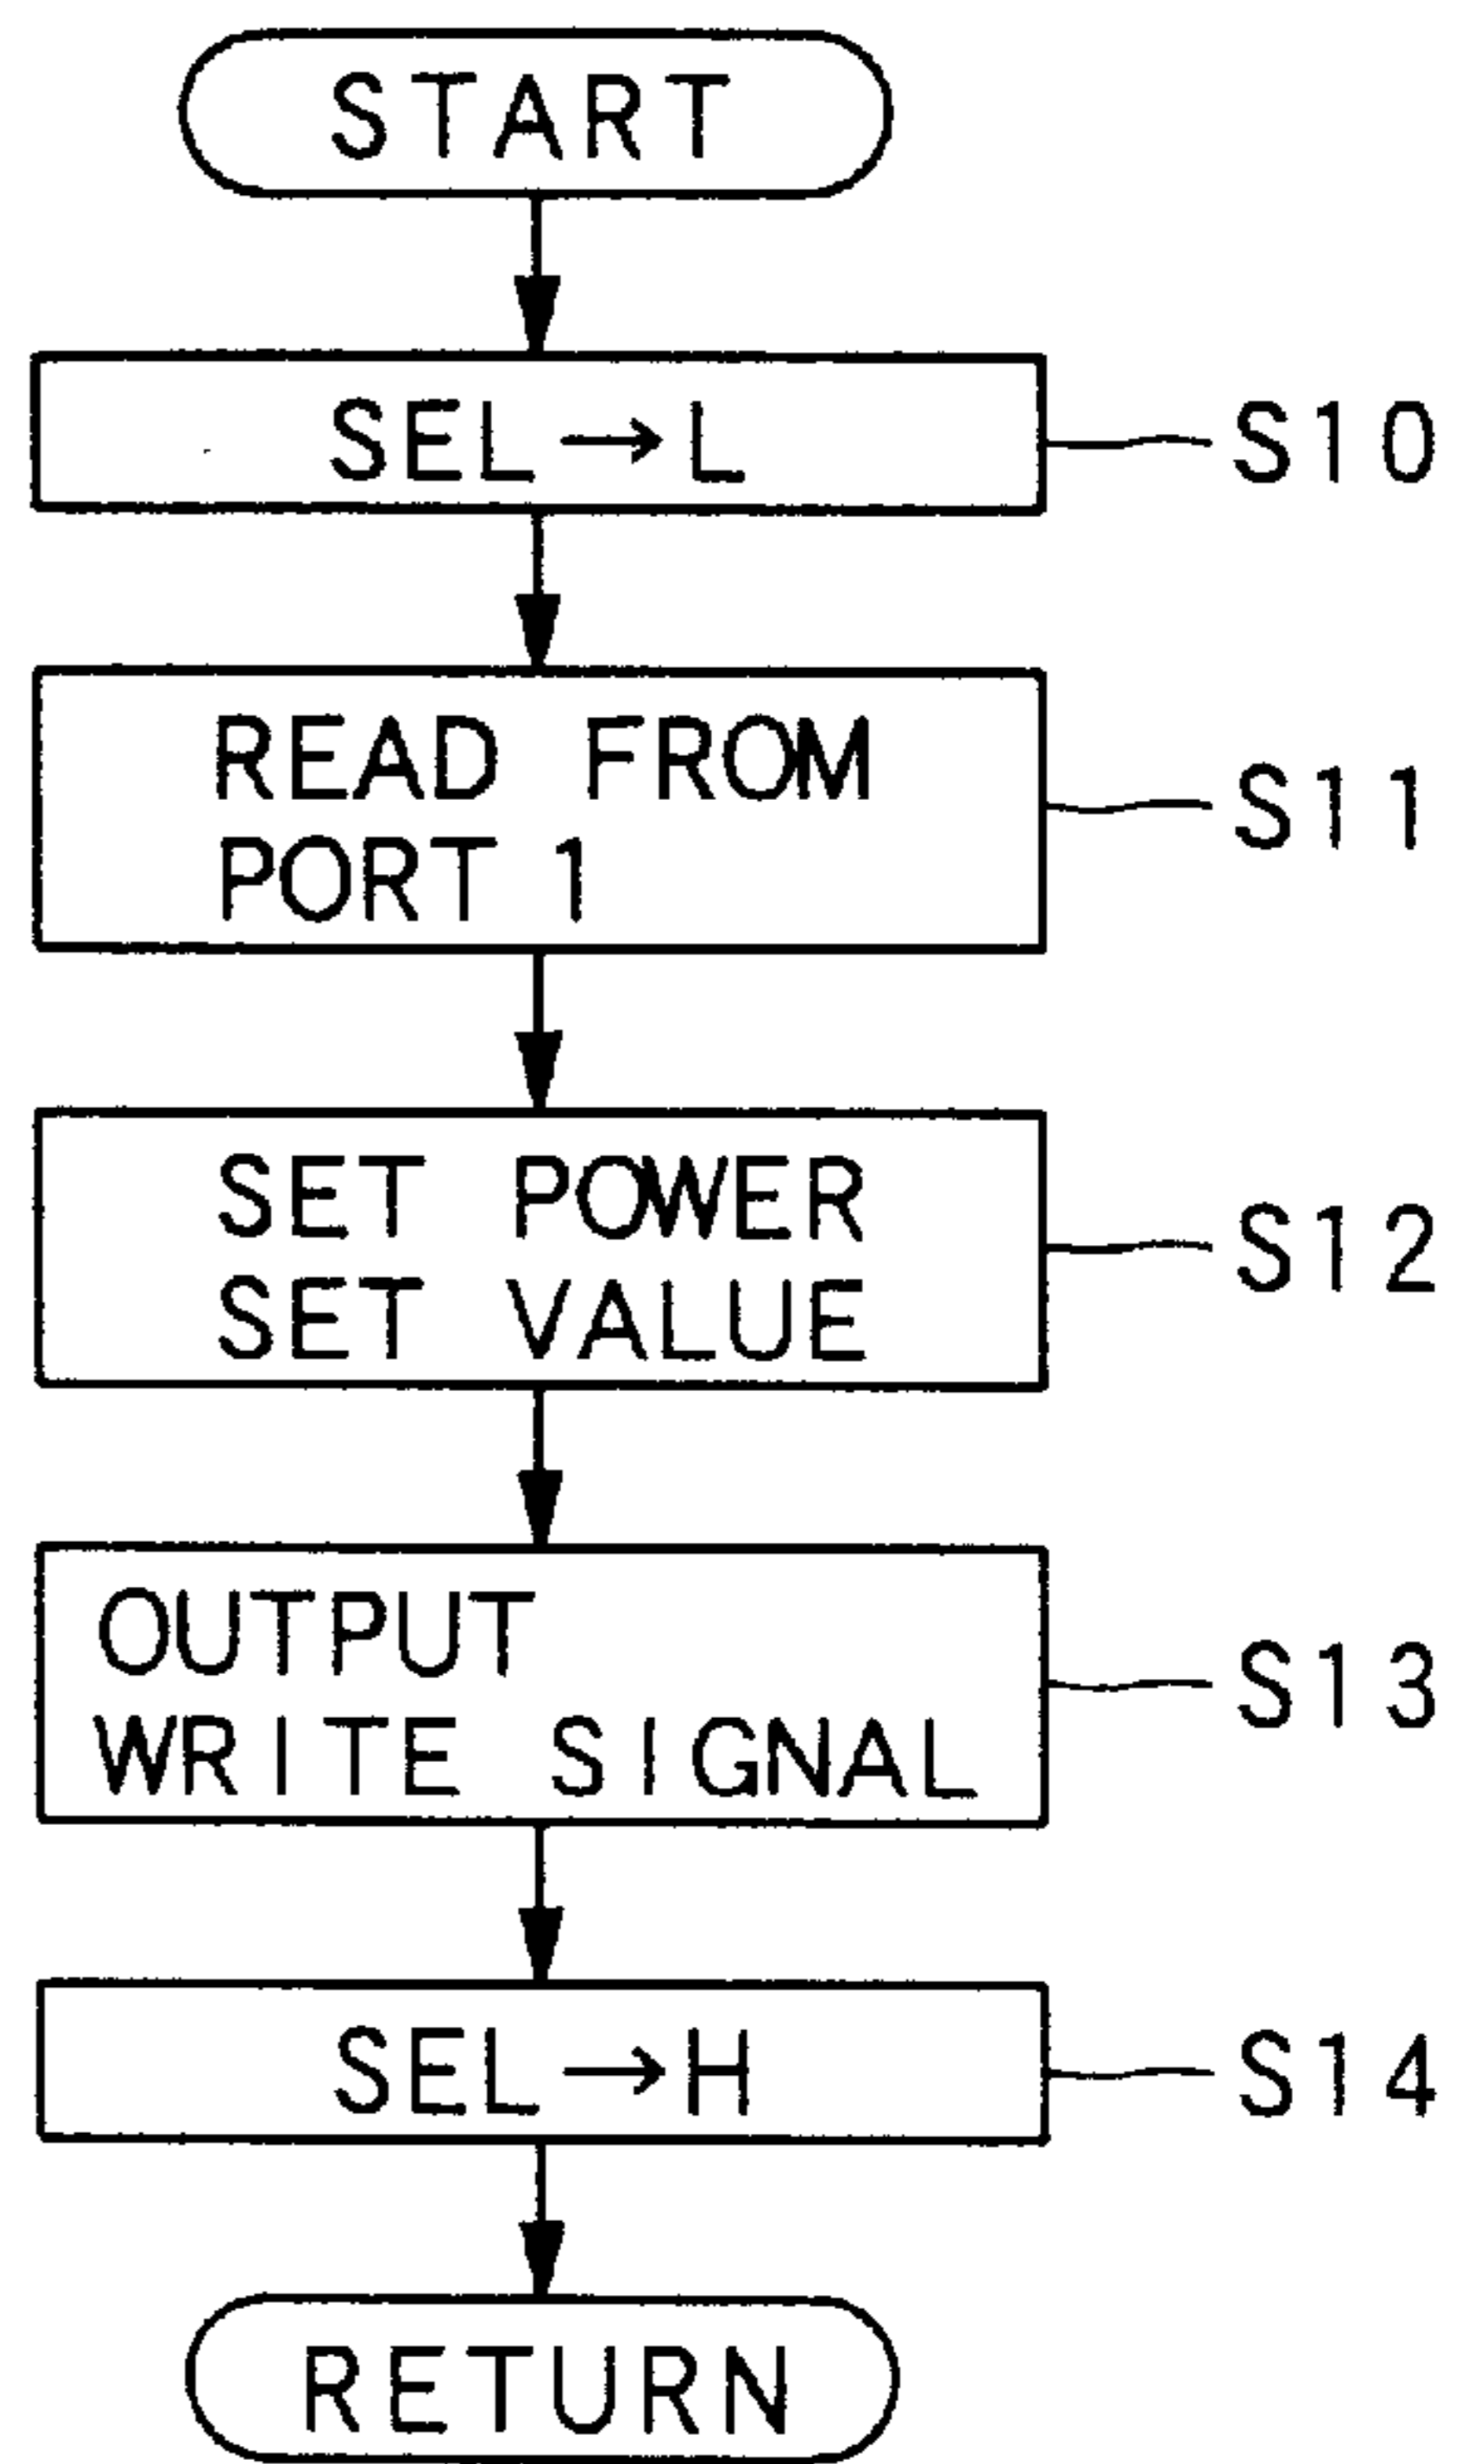 START
SEL→L
S10
READ FROM
PORT 1
S11
SET POWER
SET VALUE
S12
OUTPUT
WRITE SIGNAL
S13
SEL→H
S14
RETURN